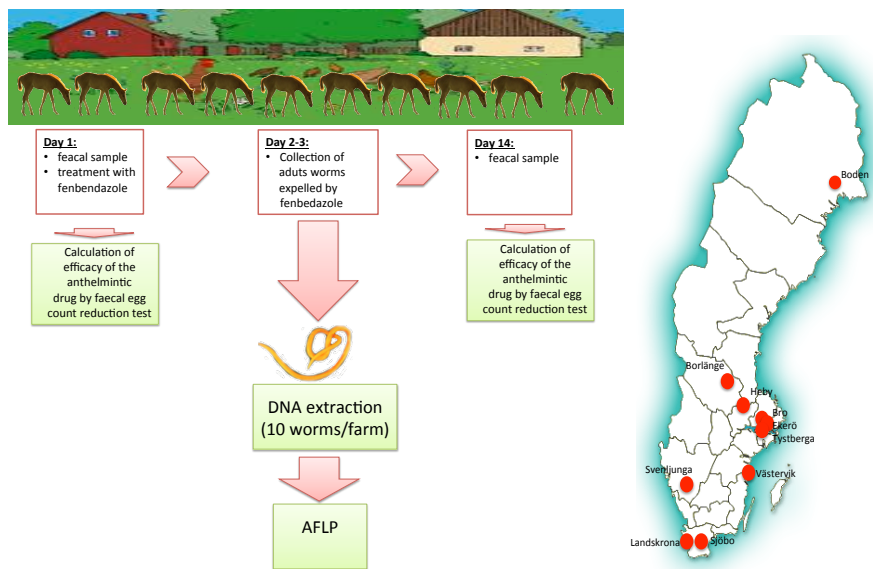 Day 1:
• feacal sample
• treatment with
fenbendazole
Day 2-3:
• Collection of
aduts worms
expelled by
fenbedazole
Day 14:
• feacal sample
Calculation of
efficacy of the
anthelmintic
drug by faecal egg
count reduction test
Calculation of
efficacy of the
anthelmintic
drug by faecal egg
count reduction test
DNA extraction
(10 worms/farm)
AFLP
Boden
Borlänge
Heby
Bro
Ekerö
Tystberga
Svenljunga
Västervik
Landskrona
Sjöbo